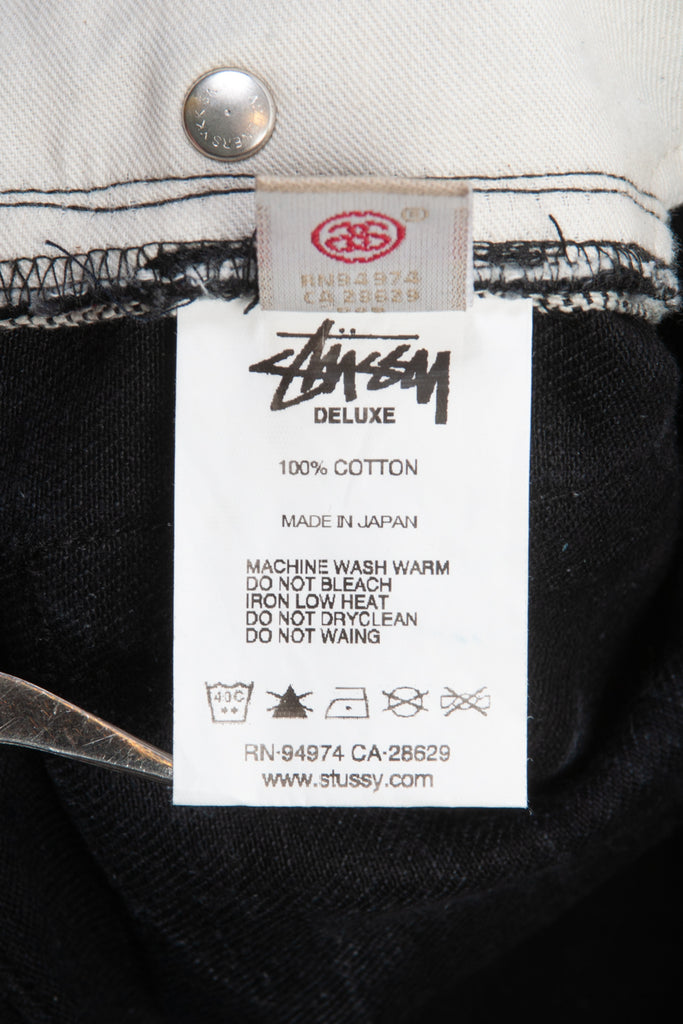 RN94974
CA 28629
STÜSSY
DELUXE
100% COTTON
MADE IN JAPAN
MACHINE WASH WARM
DO NOT BLEACH
IRON LOW HEAT
DO NOT DRYCLEAN
DO NOT WAING
40C
RN-94974 CA-28629
www.stussy.com